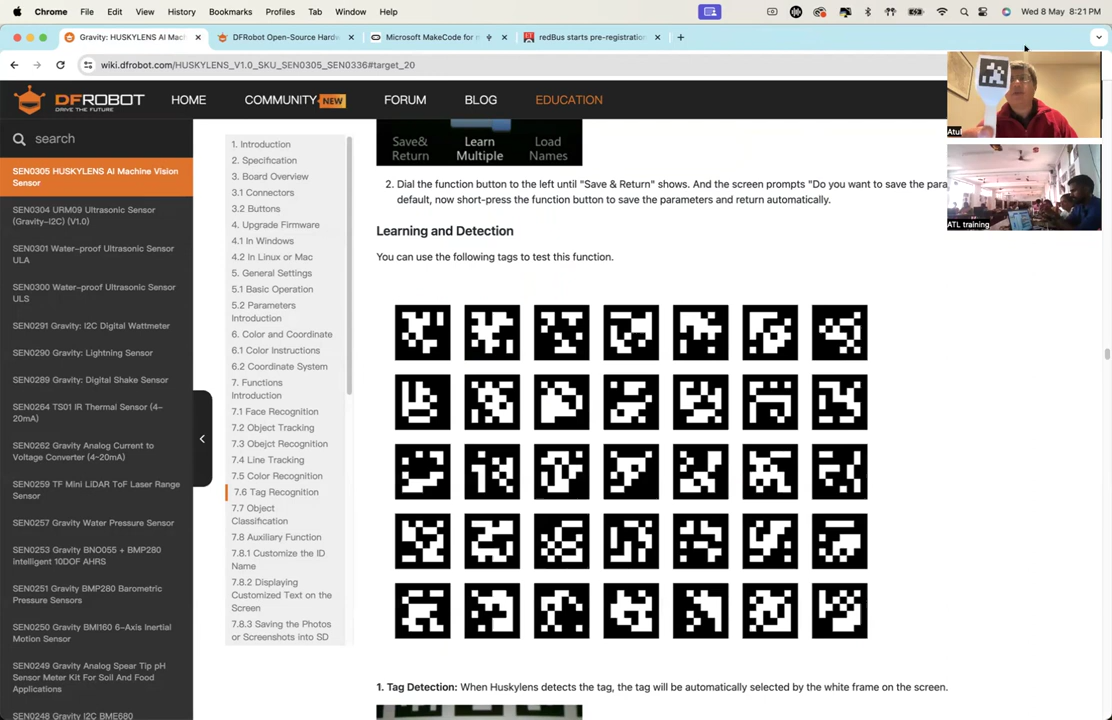 Chrome File Edit View History Bookmarks Profiles Tab Window Help Wed 8 May 8:21 PM
Gravity: HUSKYLENS AI Mac DFRobot Open-Source Hardw Microsoft MakeCode for m redBus starts pre-registration
wiki.dfrobot.com/HUSKYLENS_V1.0_SKU_SEN0305_SEN0336#target_20
DFROBOT
DRIVE THE FUTURE
HOME COMMUNITY NEW FORUM BLOG EDUCATION
search
SEN0305 HUSKYLENS AI Machine Vision
Sensor
SEN0304 URM09 Ultrasonic Sensor
(Gravity-I2C) (V1.0)
SEN0301 Water-proof Ultrasonic Sensor
ULA
SEN0300 Water-proof Ultrasonic Sensor
ULS
SEN0291 Gravity: I2C Digital Wattmeter
SEN0290 Gravity: Lightning Sensor
SEN0289 Gravity: Digital Shake Sensor
SEN0264 TS01 IR Thermal Sensor (4-
20mA)
SEN0262 Gravity Analog Current to
Voltage Converter (4-20mA)
SEN0259 TF Mini LiDAR ToF Laser Range
Sensor
SEN0257 Gravity Water Pressure Sensor
SEN0253 Gravity BNO055 + BMP280
Intelligent 10DOF AHRS
SEN0251 Gravity BMP280 Barometric
Pressure Sensors
SEN0250 Gravity BMI160 6-Axis Inertial
Motion Sensor
SEN0249 Gravity Analog Spear Tip pH
Sensor Meter Kit For Soil And Food
Applications
SEN0248 Gravity I2C BME680
1. Introduction
2. Specification
3. Board Overview
3.1 Connectors
3.2 Buttons
4. Upgrade Firmware
4.1 In Windows
4.2 In Linux or Mac
5. General Settings
5.1 Basic Operation
5.2 Parameters
Introduction
6. Color and Coordinate
6.1 Color Instructions
6.2 Coordinate System
7. Functions
Introduction
7.1 Face Recognition
7.2 Object Tracking
7.3 Obejct Recognition
7.4 Line Tracking
7.5 Color Recognition
7.6 Tag Recognition
7.7 Object
Classification
7.8 Auxiliary Function
7.8.1 Customize the ID
Name
7.8.2 Displaying
Customized Text on the
Screen
7.8.3 Saving the Photos
or Screenshots into SD
Save& Learn Load
Return Multiple Names
2. Dial the function button to the left until "Save & Return" shows. And the screen prompts "Do you want to save the para
default, now short-press the function button to save the parameters and return automatically.
Learning and Detection
You can use the following tags to test this function.
1. Tag Detection: When Huskylens detects the tag, the tag will be automatically selected by the white frame on the screen.
Atul
ATL training